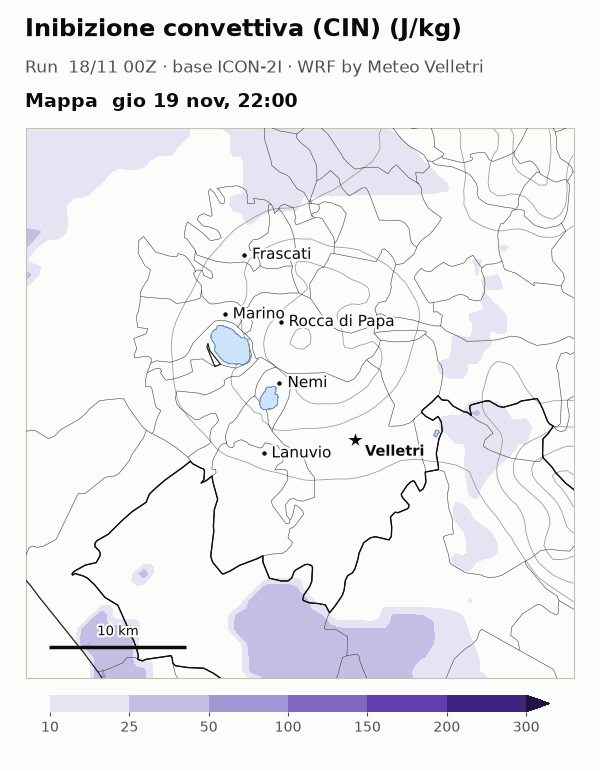 Inibizione convettiva (CIN) (J/kg)
Run  18/11 00Z · base ICON-2I · WRF by Meteo Velletri
Mappa  gio 19 nov, 22:00
Frascati
Marino
Rocca di Papa
Nemi
Lanuvio
Velletri
10 km
10 25 50 100 150 200 300